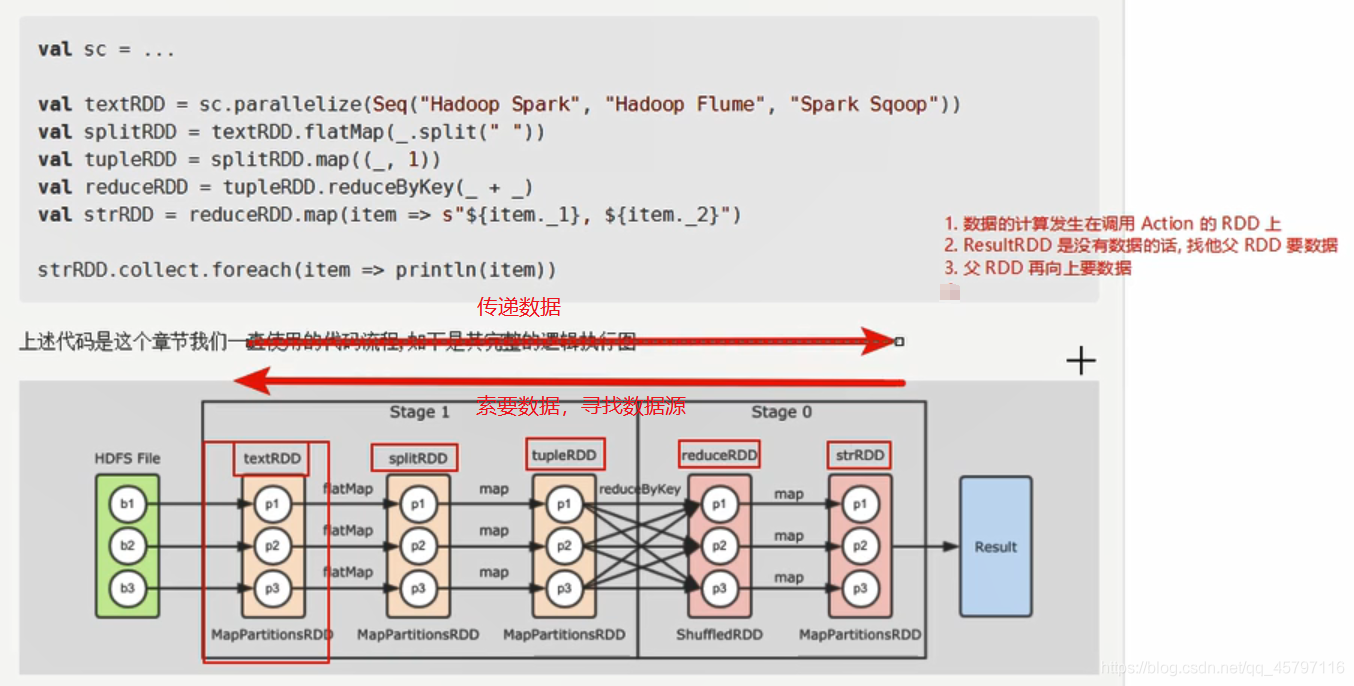 val sc = ...
val textRDD = sc.parallelize(Seq("Hadoop Spark", "Hadoop Flume", "Spark Sqoop"))
val splitRDD = textRDD.flatMap(_.split(" "))
val tupleRDD = splitRDD.map((_, 1))
val reduceRDD = tupleRDD.reduceByKey(_ + _)
val strRDD = reduceRDD.map(item => s"${item._1}, ${item._2}")
strRDD.collect.foreach(item => println(item))
1. 数据的计算发生在调用 Action 的 RDD 上
2. ResultRDD 是没有数据的话, 找他父 RDD 要数据
3. 父 RDD 再向上要数据
传递数据
上述代码是这个章节我们一直使用的代码流程, 如下是其完整的逻辑执行图
索要数据，寻找数据源
Stage 1
Stage 0
HDFS File
textRDD
splitRDD
tupleRDD
reduceRDD
strRDD
b1
p1
flatMap
p1
map
p1
reduceByKey
p1
map
p1
b2
p2
flatMap
p2
map
p2
p2
map
p2
Result
b3
p3
flatMap
p3
map
p3
p3
map
p3
MapPartitionsRDD
MapPartitionsRDD
MapPartitionsRDD
ShuffledRDD
MapPartitionsRDD
https://blog.csdn.net/qq_45797116